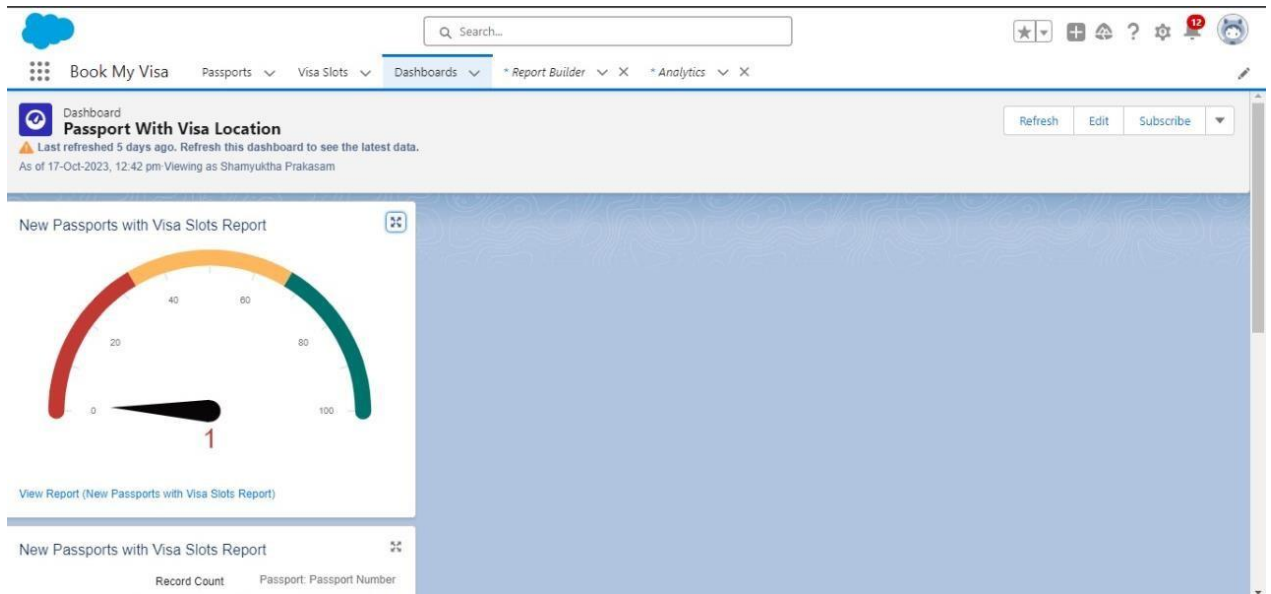 Search...
12
Book My Visa Passports Visa Slots Dashboards * Report Builder * Analytics
Dashboard
Passport With Visa Location
Last refreshed 5 days ago. Refresh this dashboard to see the latest data.
As of 17-Oct-2023, 12:42 pm·Viewing as Shamyuktha Prakasam
Refresh Edit Subscribe
New Passports with Visa Slots Report
40 60
20 80
0 100
1
View Report (New Passports with Visa Slots Report)
New Passports with Visa Slots Report
Record Count Passport: Passport Number